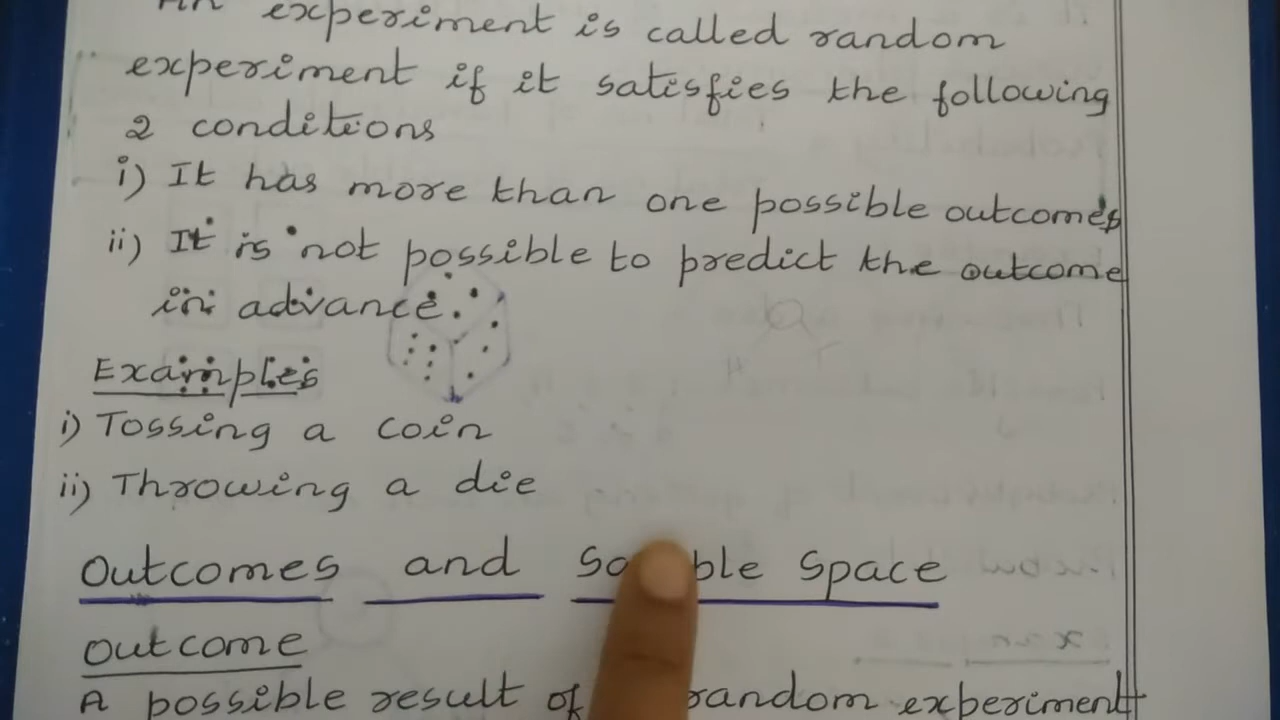 An experiment is called random
experiment if it satisfies the following
2 conditions
i) It has more than one possible outcomes
ii) It is not possible to predict the outcome
in advance.
Examples
i) Tossing a coin
ii) Throwing a die
Outcomes and Space
Outcome
A possible result of random experiment